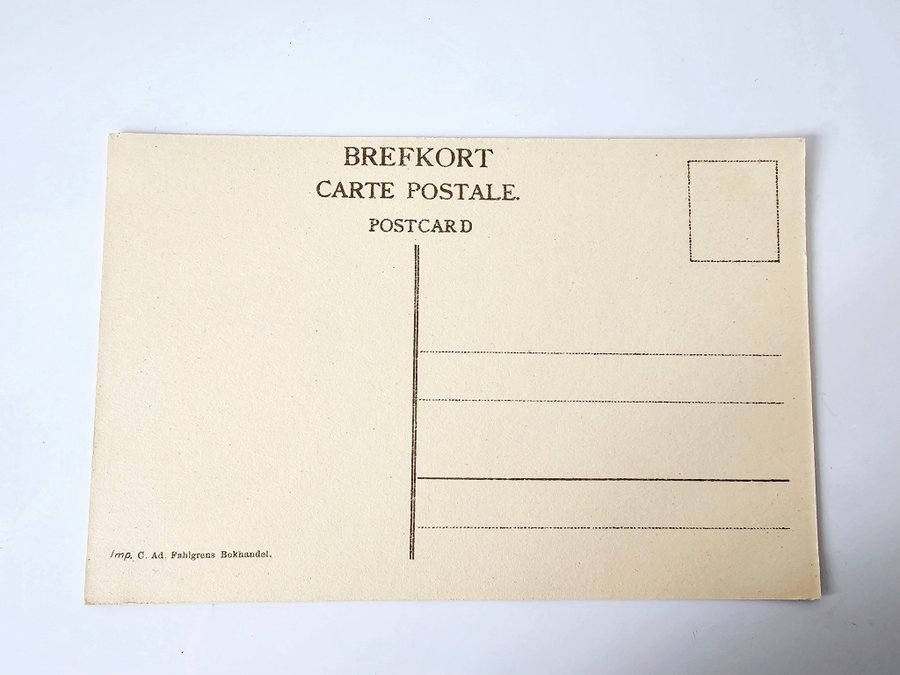 BREFKORT
CARTE POSTALE.
POSTCARD
Imp. C. Ad. Fahlgrens Bokhandel.